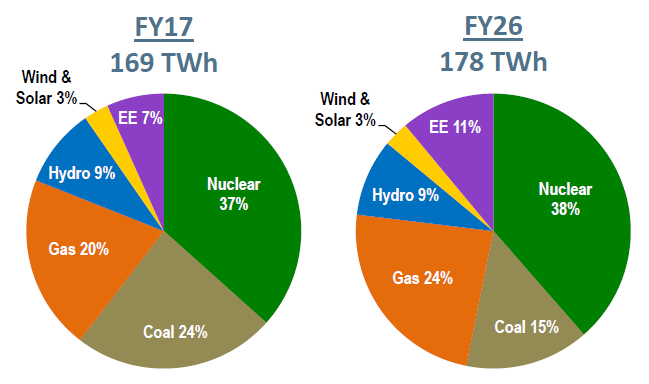 FY17
169 TWh
Wind &
Solar 3%
EE 7%
Hydro 9%
Nuclear
37%
Gas 20%
Coal 24%
FY26
178 TWh
Wind &
Solar 3%
EE 11%
Hydro 9%
Nuclear
38%
Gas 24%
Coal 15%